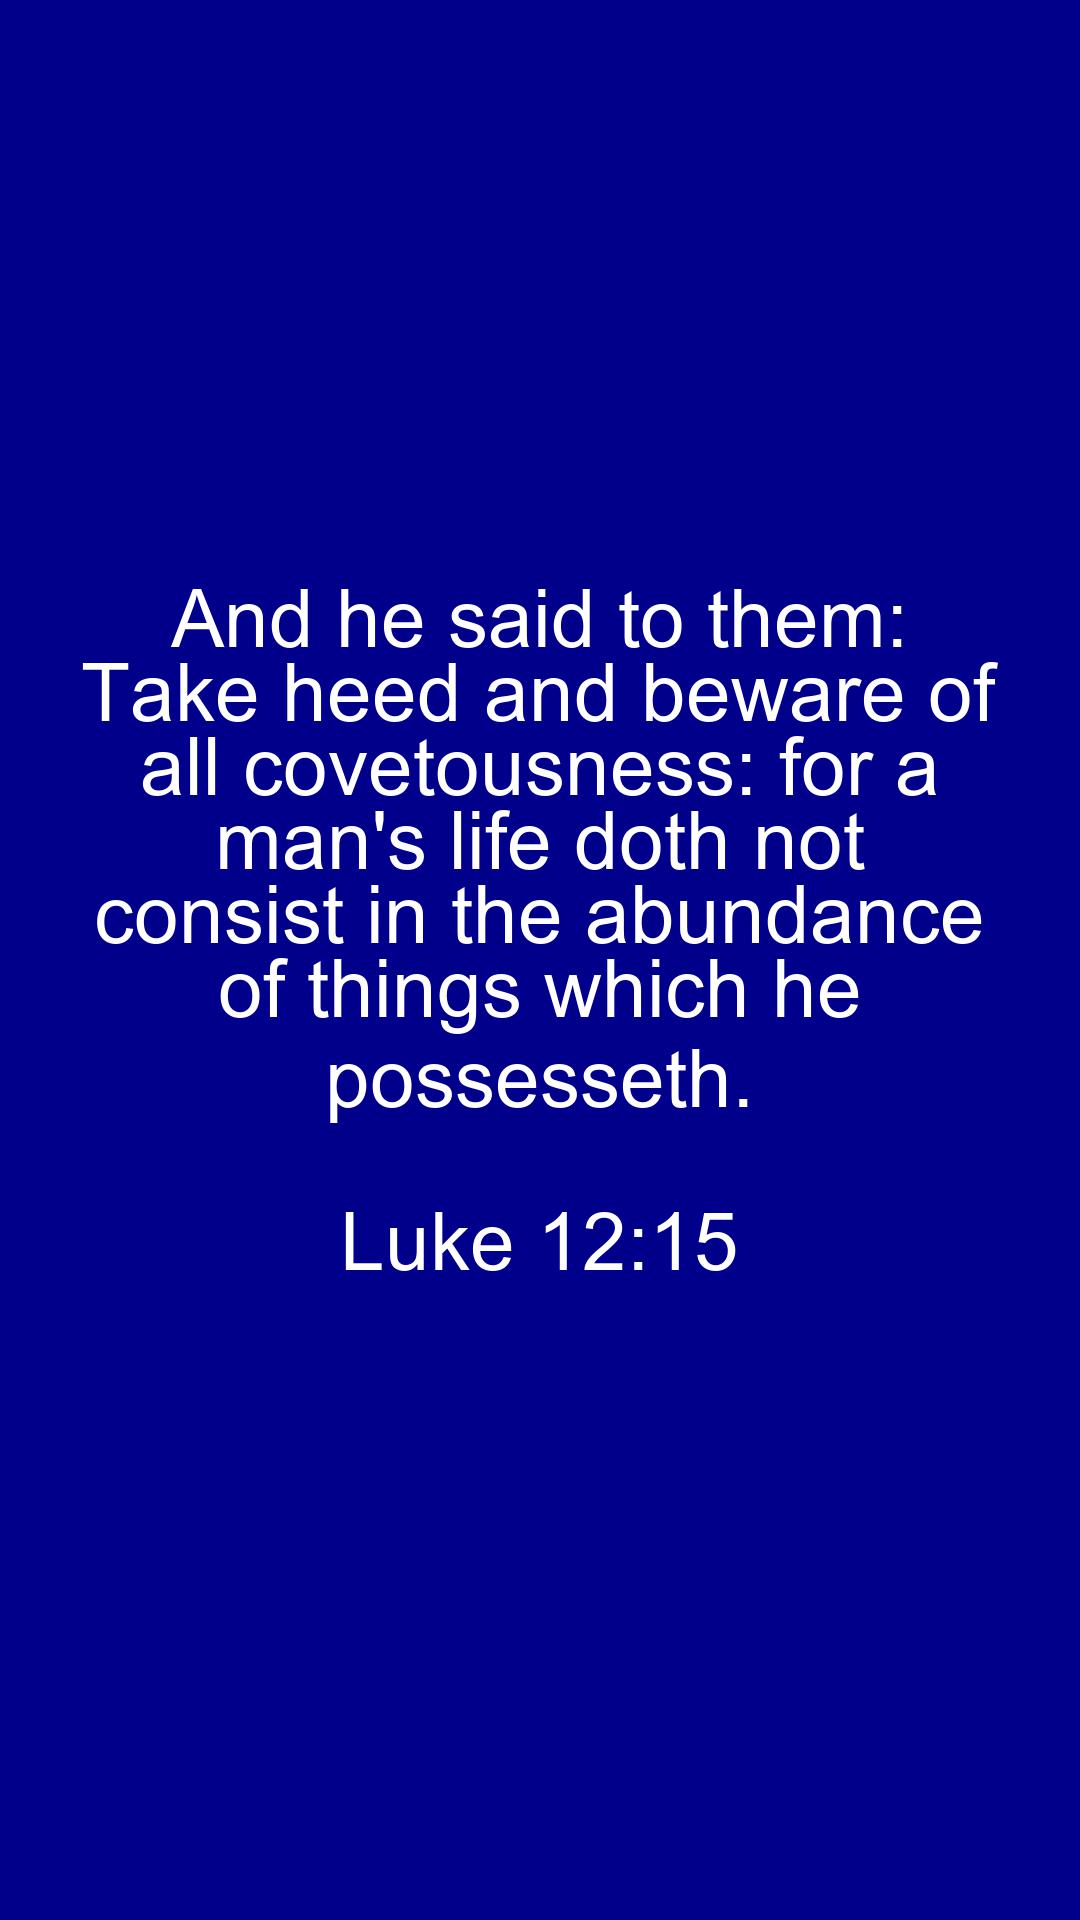 And he said to them:
Take heed and beware of
all covetousness: for a
man's life doth not
consist in the abundance
of things which he
possesseth.
Luke 12:15